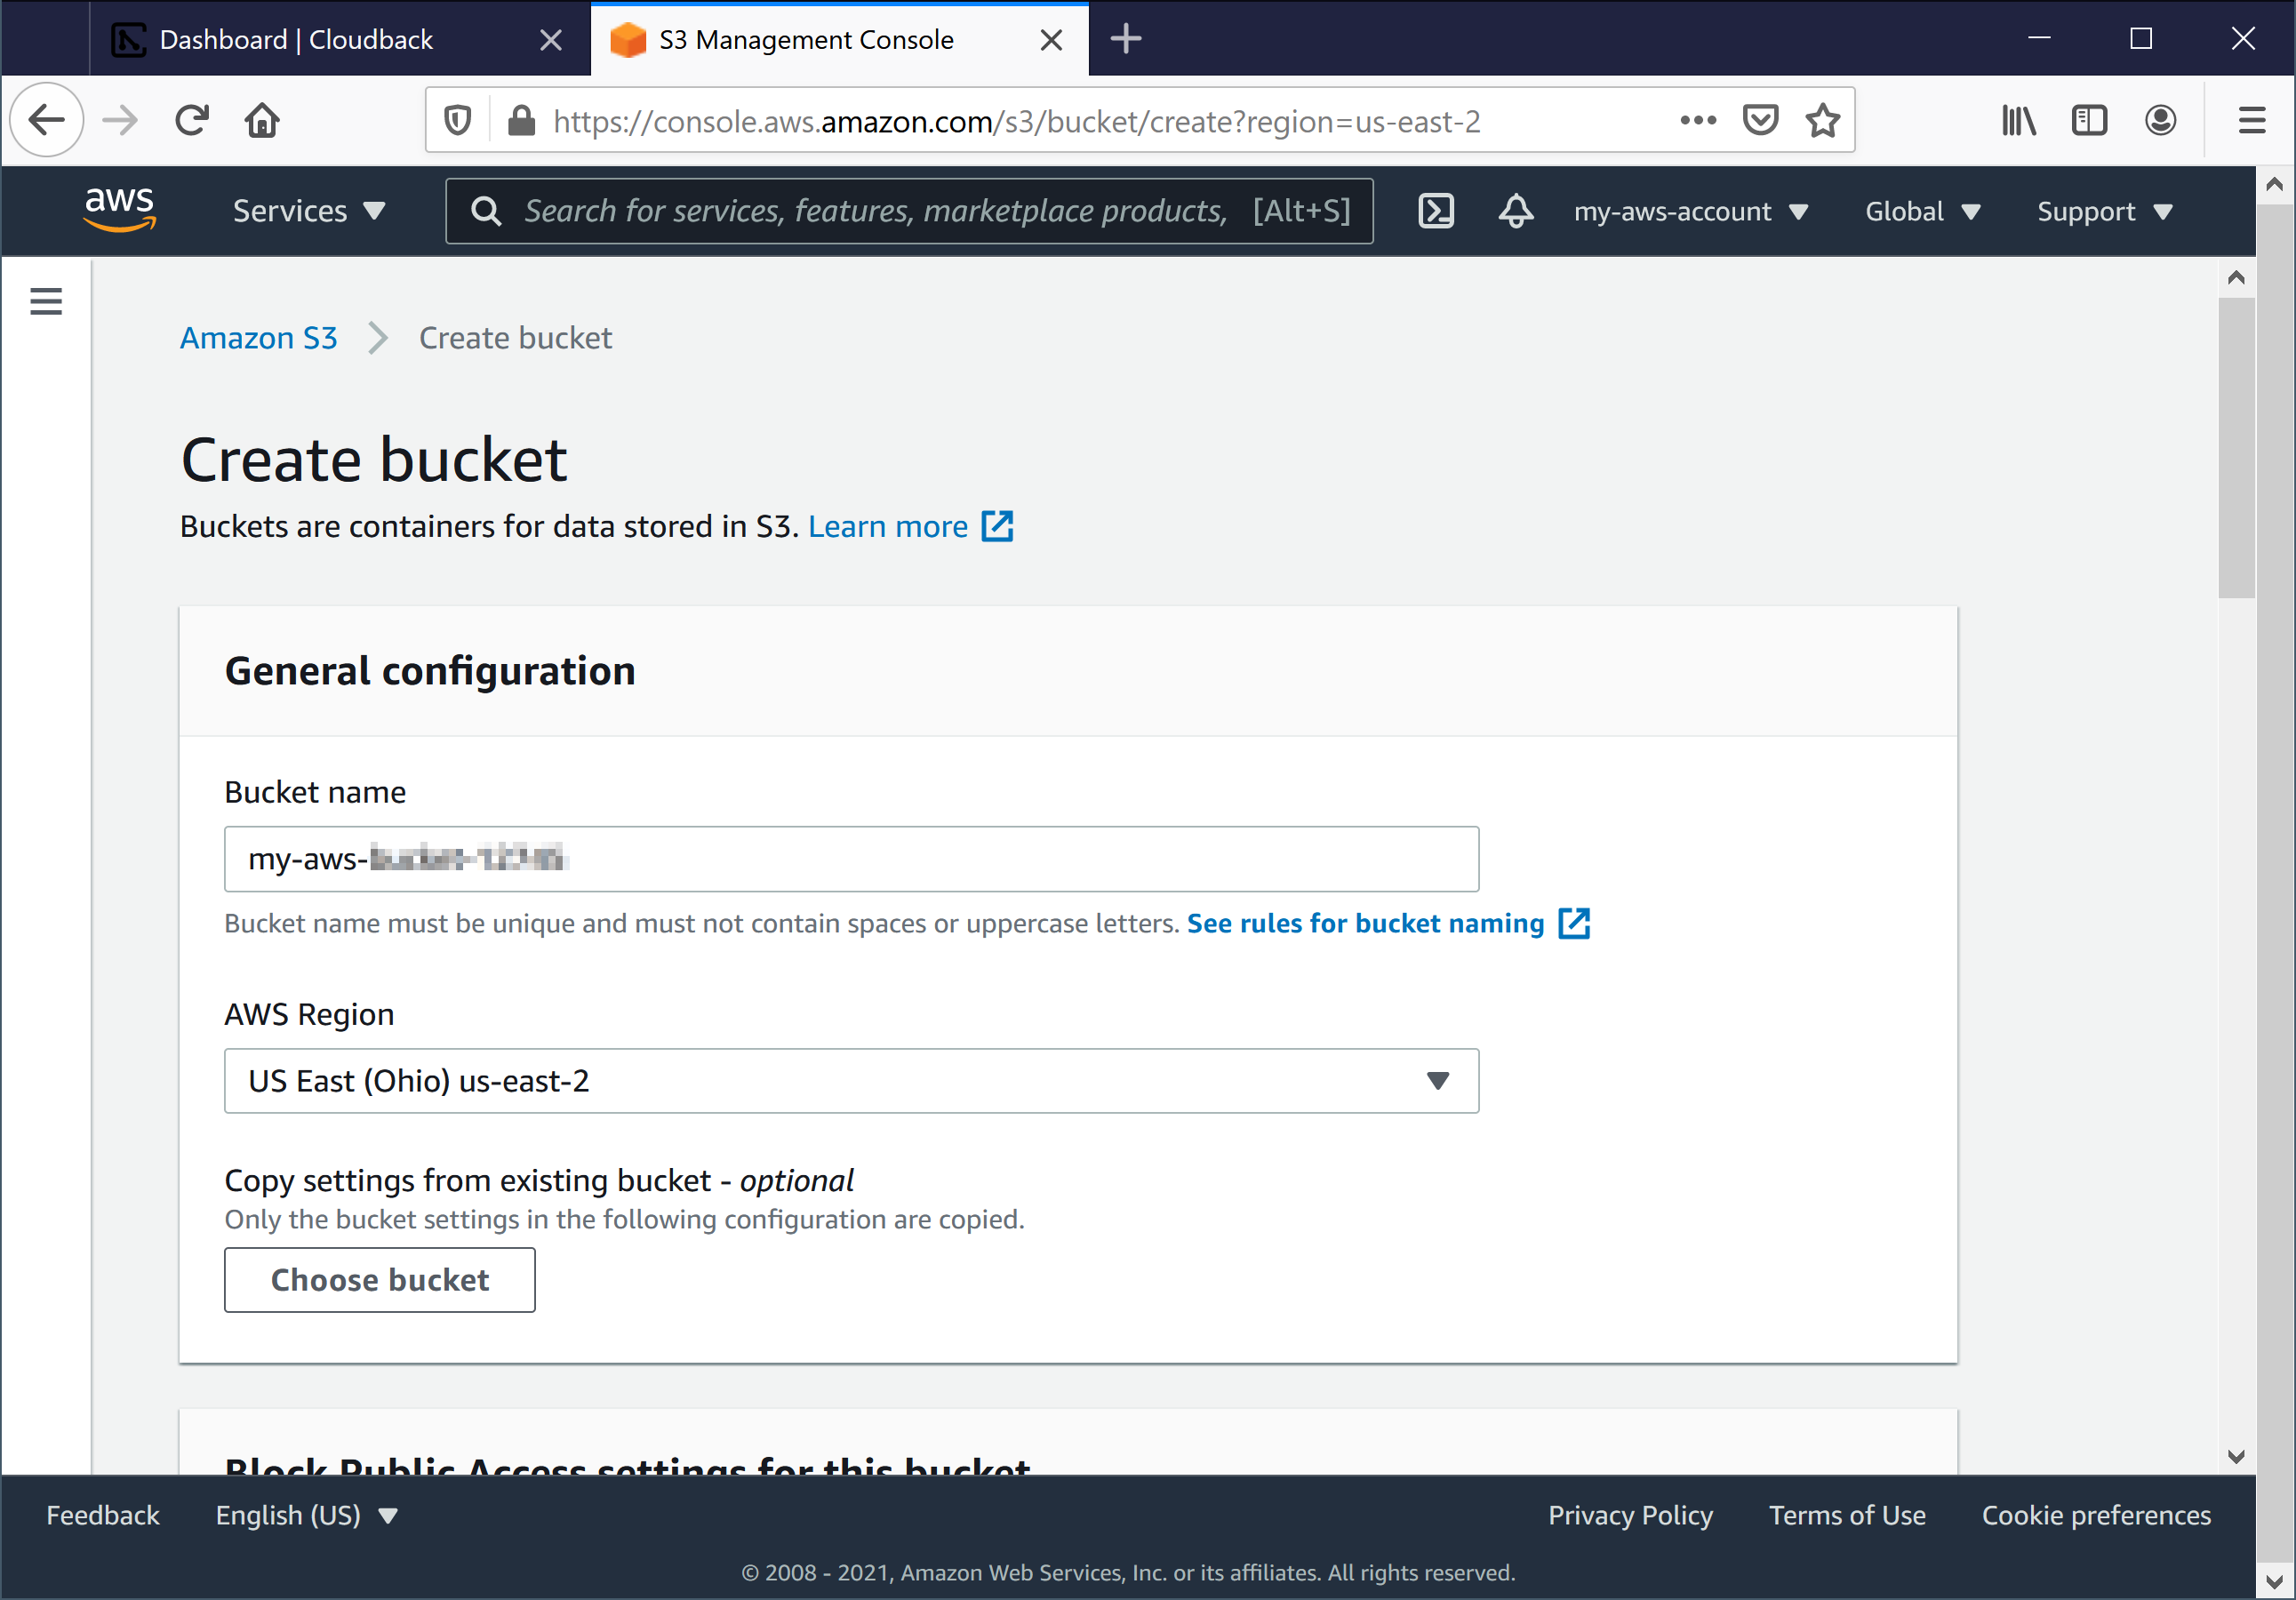 Dashboard | Cloudback
S3 Management Console
https://console.aws.amazon.com/s3/bucket/create?region=us-east-2
aws
Services
Search for services, features, marketplace products,
[Alt+S]
my-aws-account
Global
Support
Amazon S3
Create bucket
Create bucket
Buckets are containers for data stored in S3. Learn more
General configuration
Bucket name
my-aws-
Bucket name must be unique and must not contain spaces or uppercase letters. See rules for bucket naming
AWS Region
US East (Ohio) us-east-2
Copy settings from existing bucket - optional
Only the bucket settings in the following configuration are copied.
Choose bucket
Block Public Access settings for this bucket
Feedback
English (US)
Privacy Policy
Terms of Use
Cookie preferences
© 2008 - 2021, Amazon Web Services, Inc. or its affiliates. All rights reserved.